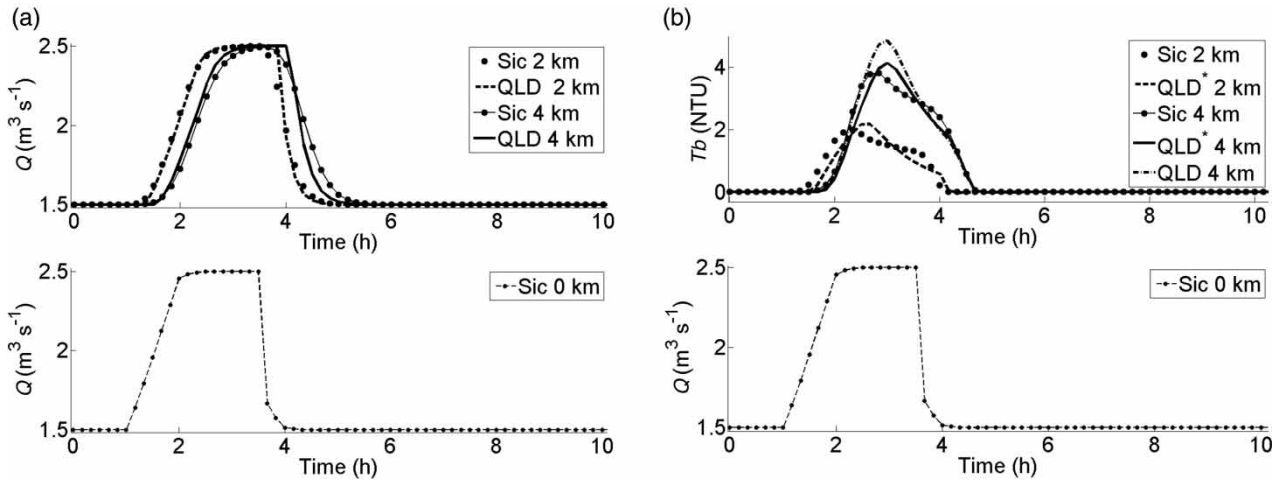 (a)
2.5
2
1.5
Q (m³ s⁻¹)
0 2 4 6 8 10
Time (h)
Sic 2 km
QLD 2 km
Sic 4 km
QLD 4 km
2.5
2
1.5
Q (m³ s⁻¹)
0 2 4 6 8 10
Time (h)
Sic 0 km
(b)
4
2
0
Tb (NTU)
0 2 4 6 8 10
Time (h)
Sic 2 km
QLD* 2 km
Sic 4 km
QLD* 4 km
QLD 4 km
2.5
2
1.5
Q (m³ s⁻¹)
0 2 4 6 8 10
Time (h)
Sic 0 km